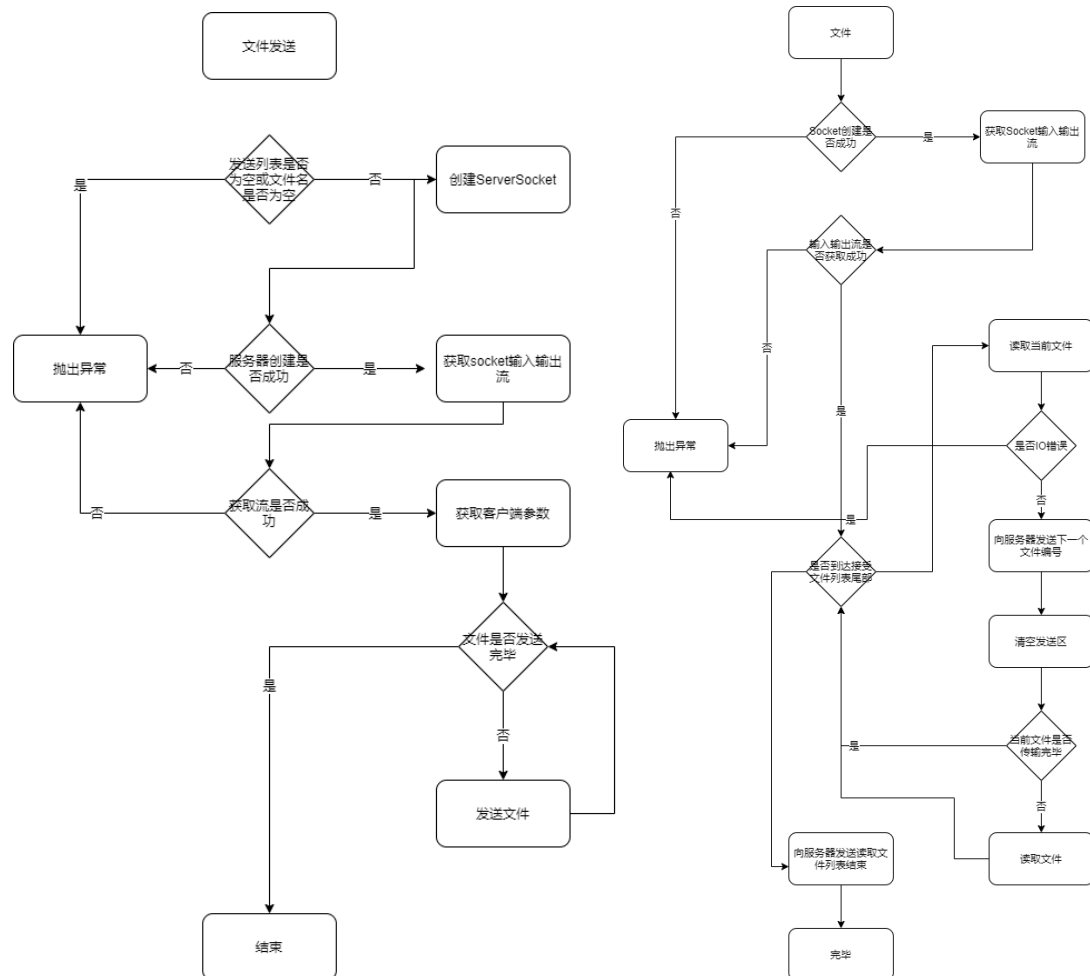 文件发送
发送列表是否
为空或文件名
是否为空
是
否
创建ServerSocket
抛出异常
否
服务器创建是
否成功
是
获取socket输入输出
流
否
获取流是否成
功
是
获取客户端参数
文件是否发送
完毕
是
否
发送文件
结束
文件
Socket创建是
否成功
是
获取Socket输入输出
流
否
输入输出流是
否获取成功
否
是
读取当前文件
抛出异常
是否IO错误
是
否
向服务器发送下一个
文件编号
是否到达接受
文件列表尾部
清空发送区
当前文件是否
传输完毕
是
否
向服务器发送读取文
件列表结束
读取文件
完毕